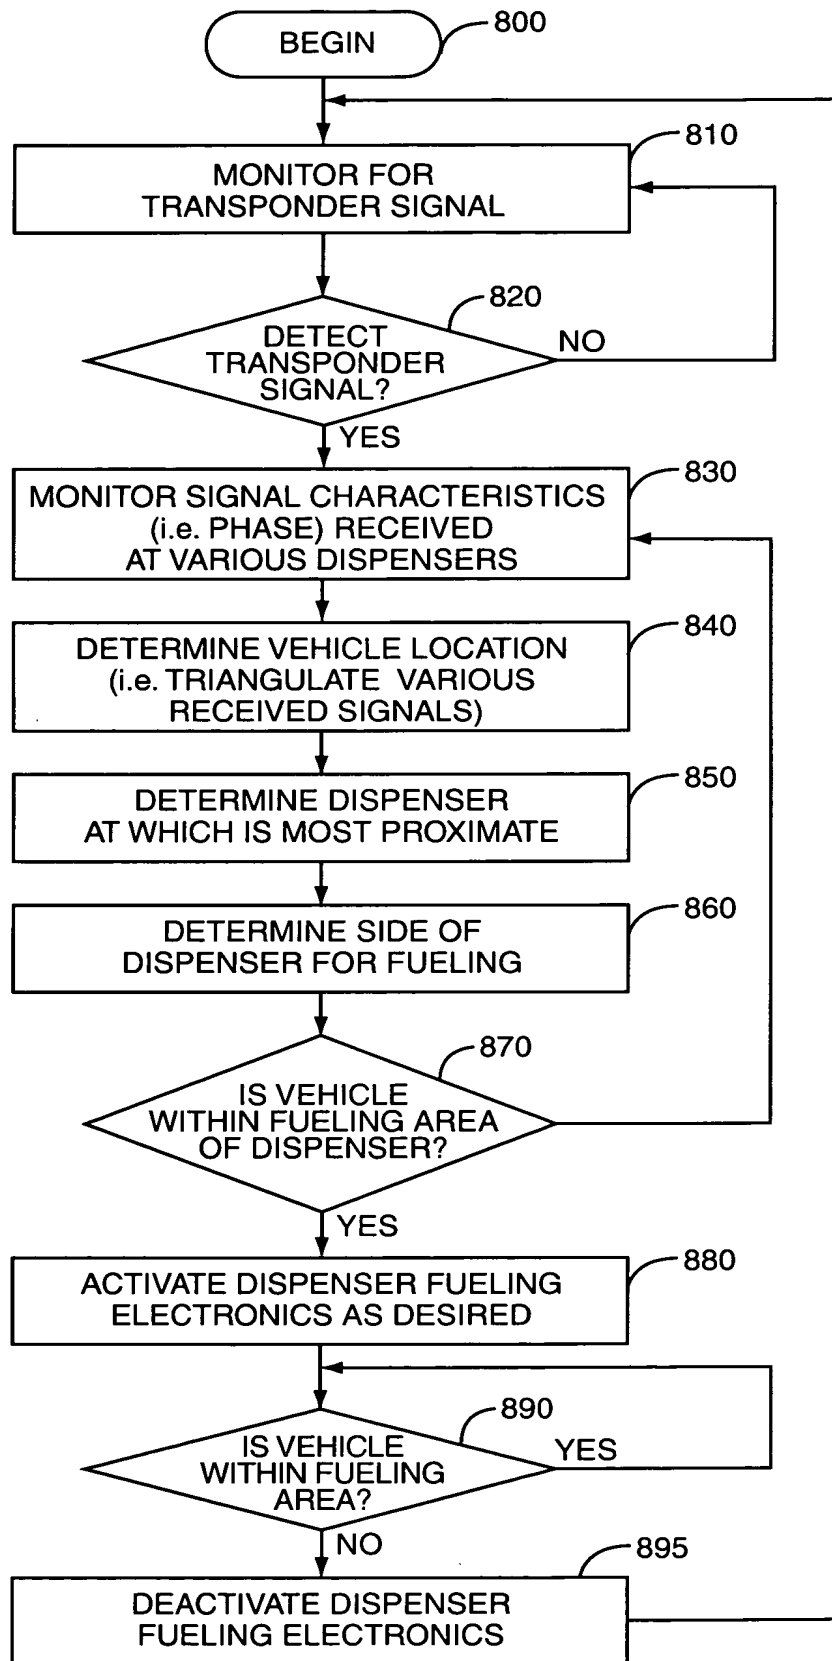 BEGIN
800
810
MONITOR FOR
TRANSPONDER SIGNAL
820
DETECT
TRANSPONDER
SIGNAL?
NO
YES
830
MONITOR SIGNAL CHARACTERISTICS
(i.e. PHASE) RECEIVED
AT VARIOUS DISPENSERS
840
DETERMINE VEHICLE LOCATION
(i.e. TRIANGULATE VARIOUS
RECEIVED SIGNALS)
850
DETERMINE DISPENSER
AT WHICH IS MOST PROXIMATE
860
DETERMINE SIDE OF
DISPENSER FOR FUELING
870
IS VEHICLE
WITHIN FUELING AREA
OF DISPENSER?
YES
880
ACTIVATE DISPENSER FUELING
ELECTRONICS AS DESIRED
890
IS VEHICLE
WITHIN FUELING
AREA?
YES
NO
895
DEACTIVATE DISPENSER
FUELING ELECTRONICS